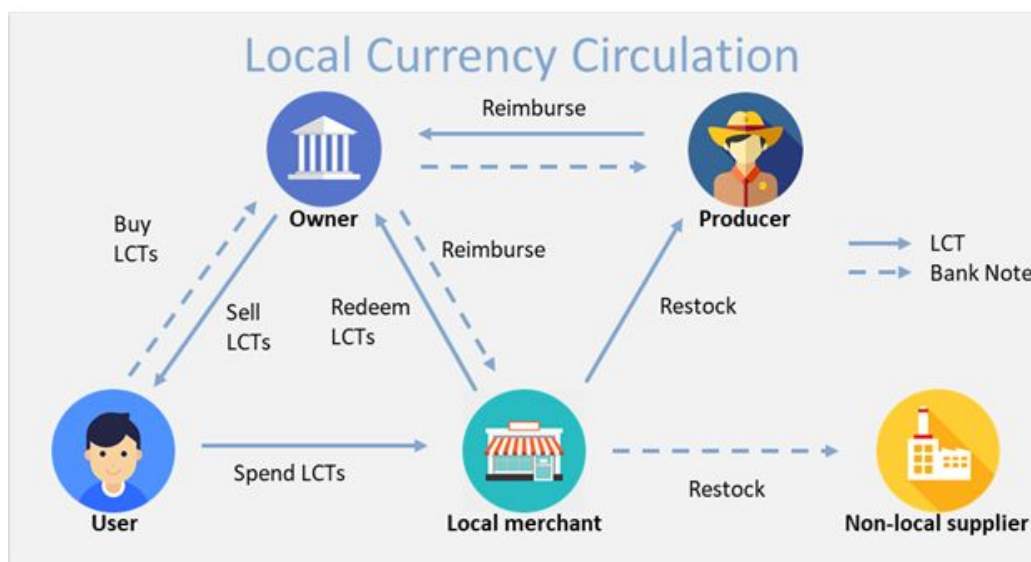 Local Currency Circulation
Reimburse
Owner
Producer
Buy
LCTs
Reimburse
LCT
Bank Note
Sell
LCTs
Redeem
LCTs
Restock
Spend LCTs
Restock
User
Local merchant
Non-local supplier